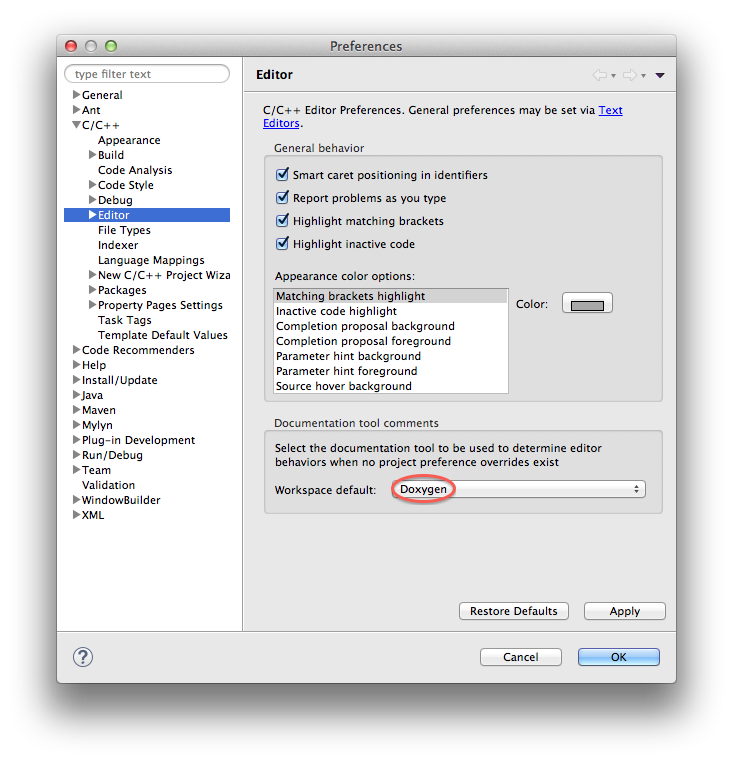 Preferences
type filter text
General
Ant
C/C++
Appearance
Build
Code Analysis
Code Style
Debug
Editor
File Types
Indexer
Language Mappings
New C/C++ Project Wiza
Packages
Property Pages Settings
Task Tags
Template Default Values
Code Recommenders
Help
Install/Update
Java
Maven
Mylyn
Plug-in Development
Run/Debug
Team
Validation
WindowBuilder
XML
Editor
C/C++ Editor Preferences. General preferences may be set via Text
Editors.
General behavior
Smart caret positioning in identifiers
Report problems as you type
Highlight matching brackets
Highlight inactive code
Appearance color options:
Matching brackets highlight
Inactive code highlight
Completion proposal background
Completion proposal foreground
Parameter hint background
Parameter hint foreground
Source hover background
Color:
Documentation tool comments
Select the documentation tool to be used to determine editor
behaviors when no project preference overrides exist
Workspace default: Doxygen
Restore Defaults Apply
? Cancel OK